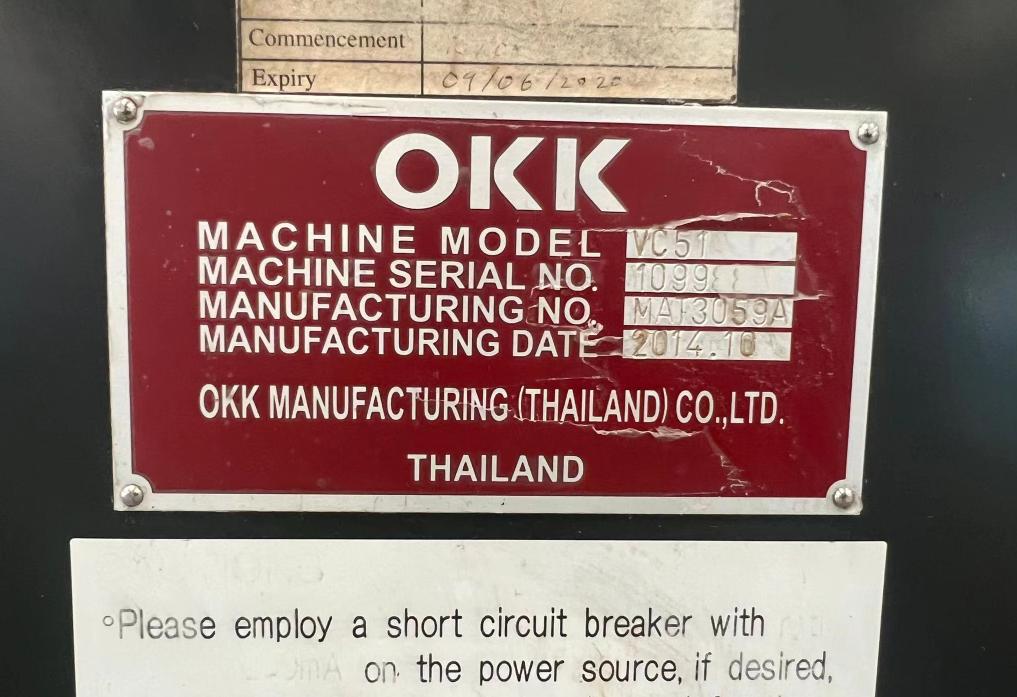 Commencement
Expiry 09/06/2020
OKK
MACHINE MODEL VC51
MACHINE SERIAL NO.
MANUFACTURING NO.
MANUFACTURING DATE 2014.10
OKK MANUFACTURING (THAILAND) CO.,LTD.
THAILAND
○Please employ a short circuit breaker with
on the power source, if desired,